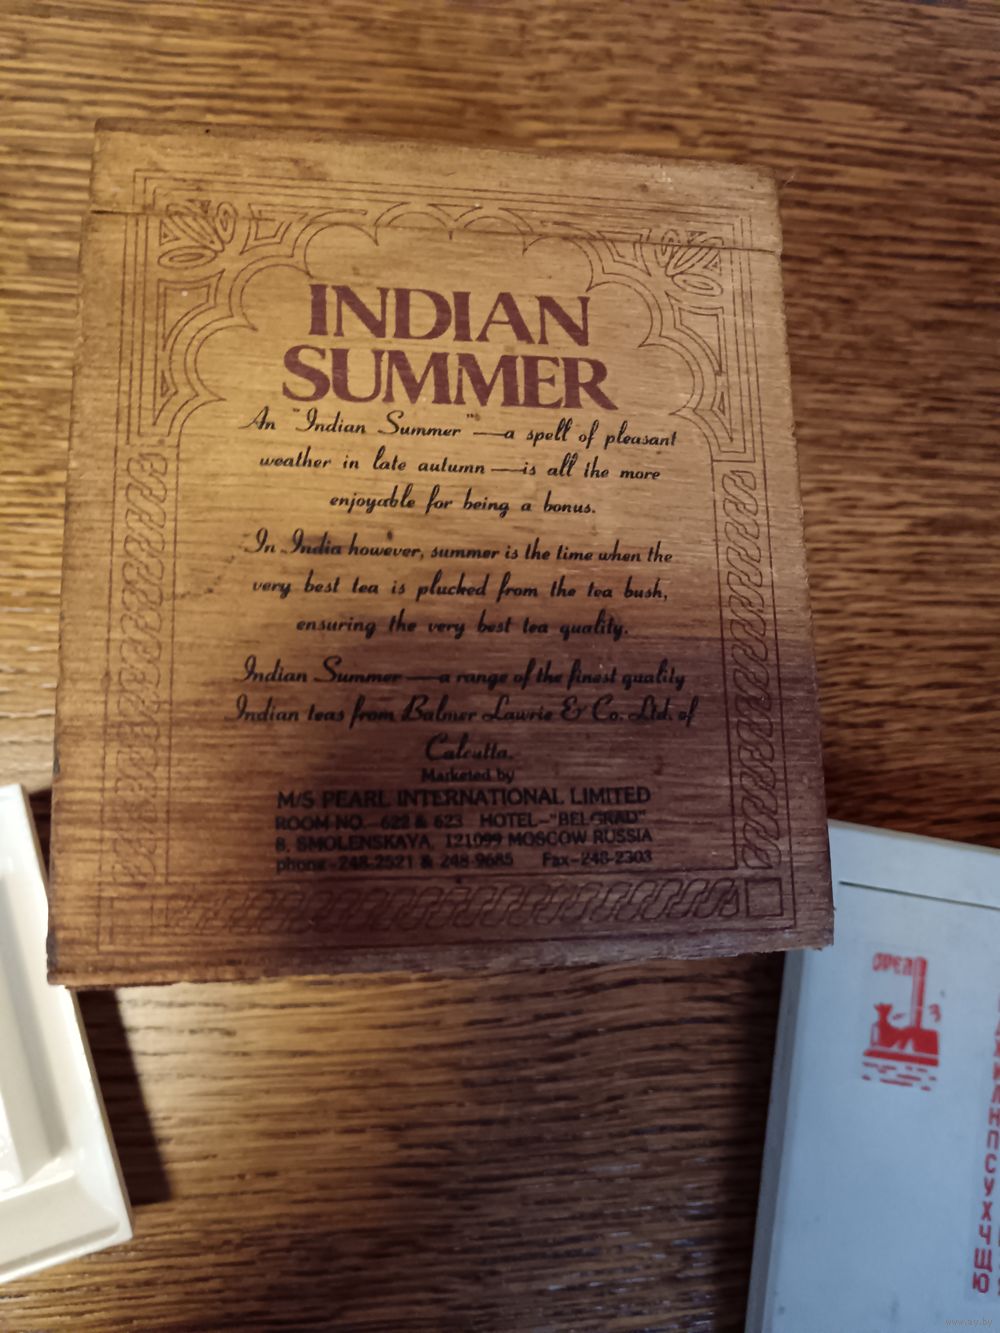 INDIAN
SUMMER
An "Indian Summer"—a spell of pleasant
weather in late autumn—is all the more
enjoyable for being a bonus.
In India however, summer is the time when the
very best tea is plucked from the tea bush,
ensuring the very best tea quality.
Indian Summer—a range of the finest quality
Indian teas from Balmer Lawrie & Co. Ltd. of
Calcutta.
Marketed by
M/S PEARL INTERNATIONAL LIMITED
ROOM NO.-622 & 623 HOTEL-"BELGRAD"
8. SMOLENSKAYA, 121099 MOSCOW RUSSIA
phone-248-2521 & 248-9685 Fax-248-2303
ОРЕЛ
Л
Н
П
С
У
Х
Ч
Щ
Ю
www.ay.by